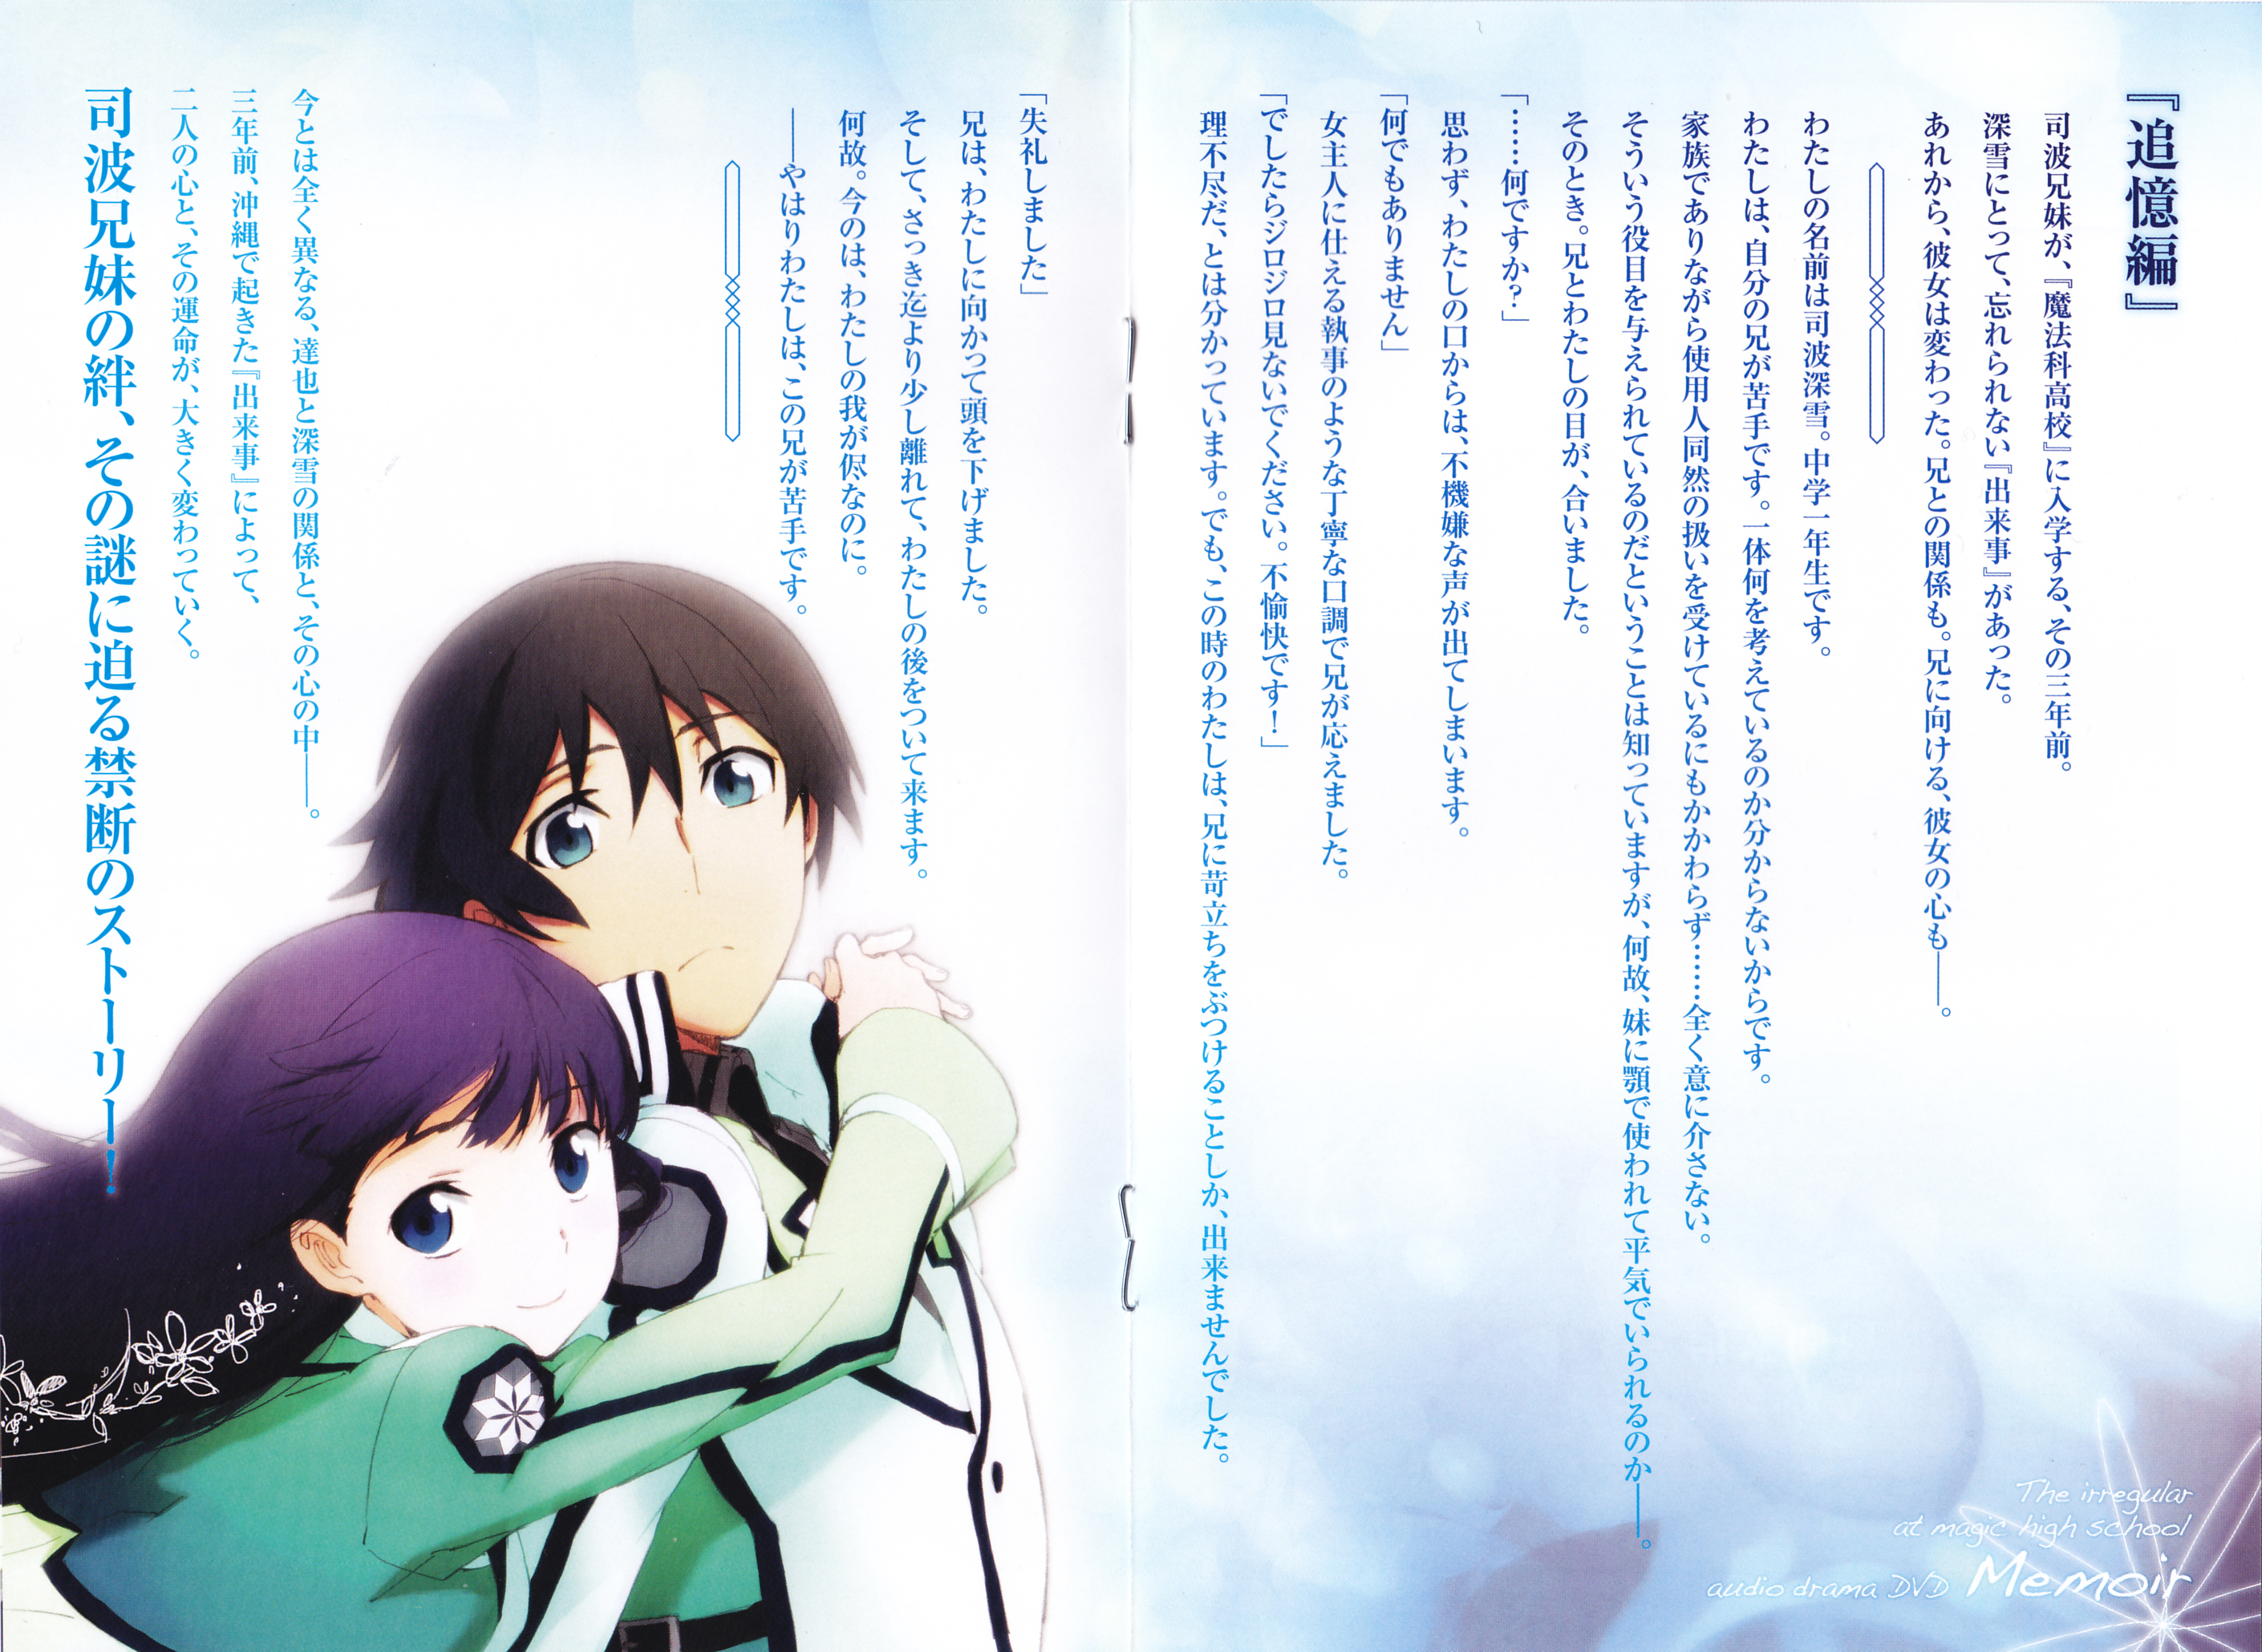 『追憶編』
司波兄妹が、『魔法科高校』に入学する、その三年前。
深雪にとって、忘れられない『出来事』があった。
あれから、彼女は変わった。兄との関係も。兄に向ける、彼女の心も――。
わたしの名前は司波深雪。中学一年生です。
わたしは、自分の兄が苦手です。一体何を考えているのか分からないからです。
家族でありながら使用人同然の扱いを受けているにもかかわらず……全く意に介さない。
そういう役目を与えられているのだということは知っていますが、何故、妹に顎で使われて平気でいられるのか――。
そのとき。兄とわたしの目が、合いました。
「……何ですか？」
思わず、わたしの口からは、不機嫌な声が出てしまいます。
「何でもありません」
女主人に仕える執事のような丁寧な口調で兄が応えました。
「でしたらジロジロ見ないでください。不愉快です！」
理不尽だ、とは分かっています。でも、この時のわたしは、兄に苛立ちをぶつけることしか、出来ませんでした。
「失礼しました」
兄は、わたしに向かって頭を下げました。
そして、さっき迄より少し離れて、わたしの後をついて来ます。
何故。今のは、わたしの我が侭なのに。
――やはりわたしは、この兄が苦手です。
今とは全く異なる、達也と深雪の関係と、その心の中――。
三年前、沖縄で起きた『出来事』によって、
二人の心と、その運命が、大きく変わっていく。
司波兄妹の絆、その謎に迫る禁断のストーリー！
The irregular
at magic high school
audio drama DVD Memoir